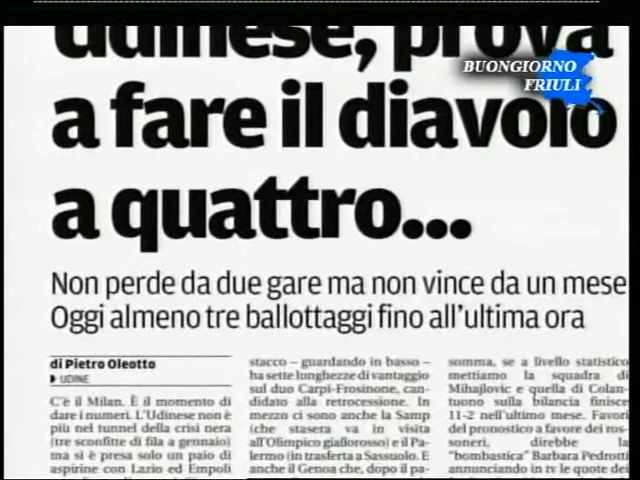 Udinese, prova
a fare il diavolo
a quattro...
BUONGIORNO
FRIULI
Non perde da due gare ma non vince da un mese
Oggi almeno tre ballottaggi fino all'ultima ora
di Pietro Oleotto
UDINE
C'è il Milan. È il momento di
dare i numeri. L'Udinese non è
più nel tunnel della crisi nera
(tre sconfitte di fila a gennaio)
ma si è presa solo un paio di
aspirine con Lazio ed Empoli
stacco – guardando in basso –
ha sette lunghezze di vantaggio
sul duo Carpi-Frosinone, can-
didato alla retrocessione. In
mezzo ci sono anche la Samp
(che stasera va in visita
all'Olimpico giallorosso) e il Pa-
lermo (in trasferta a Sassuolo. E
anche il Genoa che, dopo il pa-
somma, se a livello statistico
mettiamo la squadra di
Mihajlovic e quella di Colan-
tuono sulla bilancia finisce
11-2 nell'ultimo mese. Favori
del pronostico a favore dei ros-
soneri, direbbe la
"bombastica" Barbara Pedrotti
annunciando in tv le quote dei